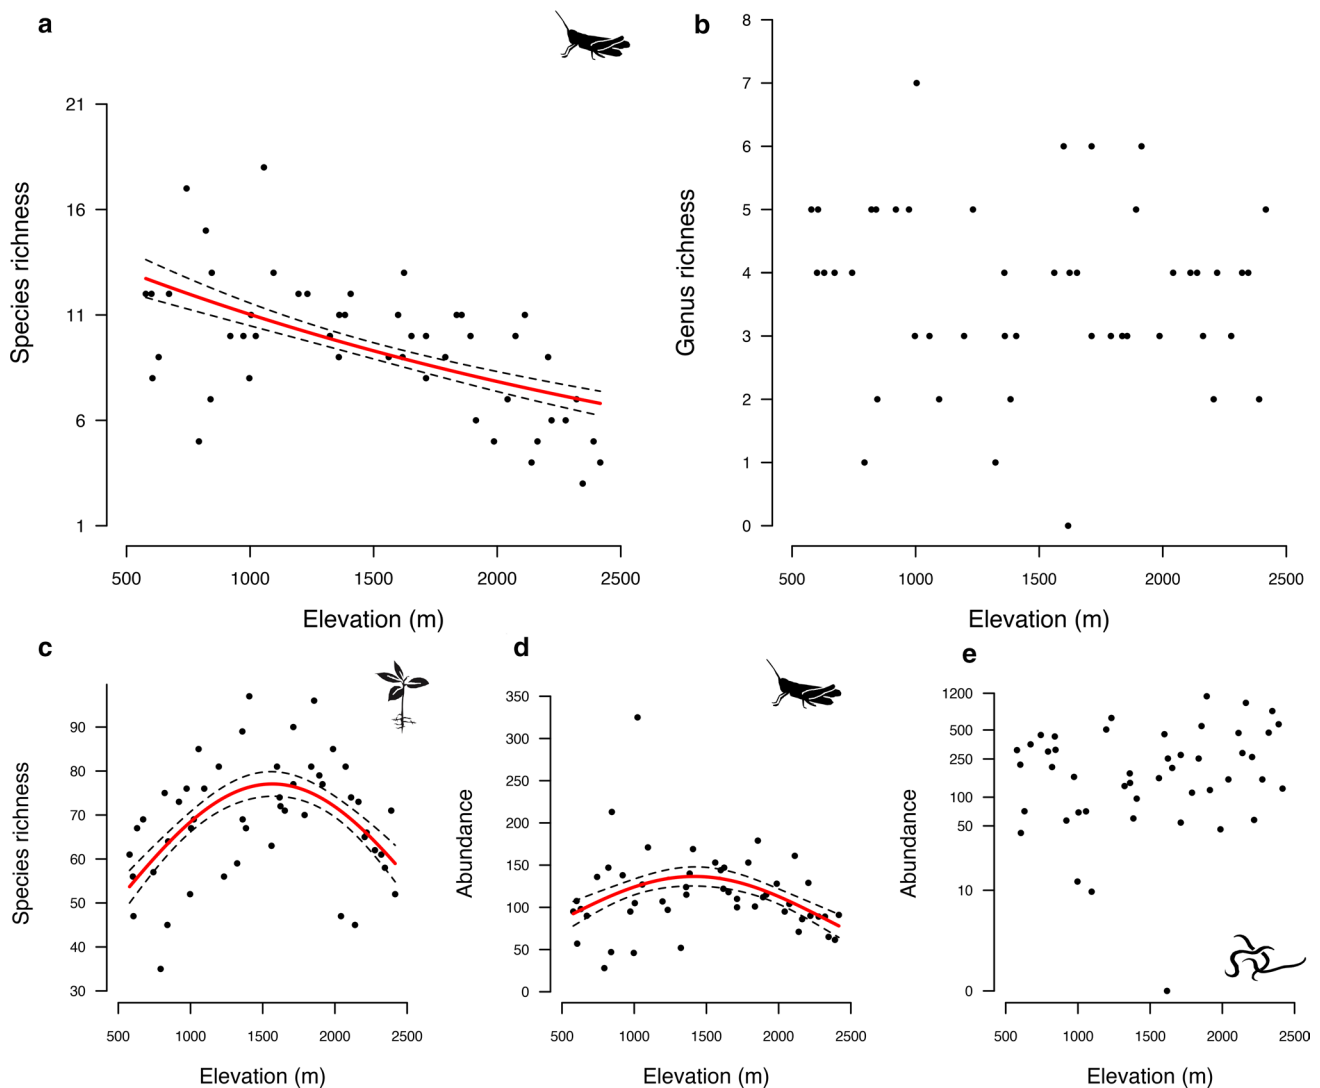 a
Species richness
21
16
11
6
1
500 1000 1500 2000 2500
Elevation (m)
b
Genus richness
8
7
6
5
4
3
2
1
0
500 1000 1500 2000 2500
Elevation (m)
c
Species richness
90
80
70
60
50
40
30
500 1000 1500 2000 2500
Elevation (m)
d
Abundance
350
300
250
200
150
100
50
0
500 1000 1500 2000 2500
Elevation (m)
e
Abundance
1200
500
250
100
50
10
0
500 1000 1500 2000 2500
Elevation (m)